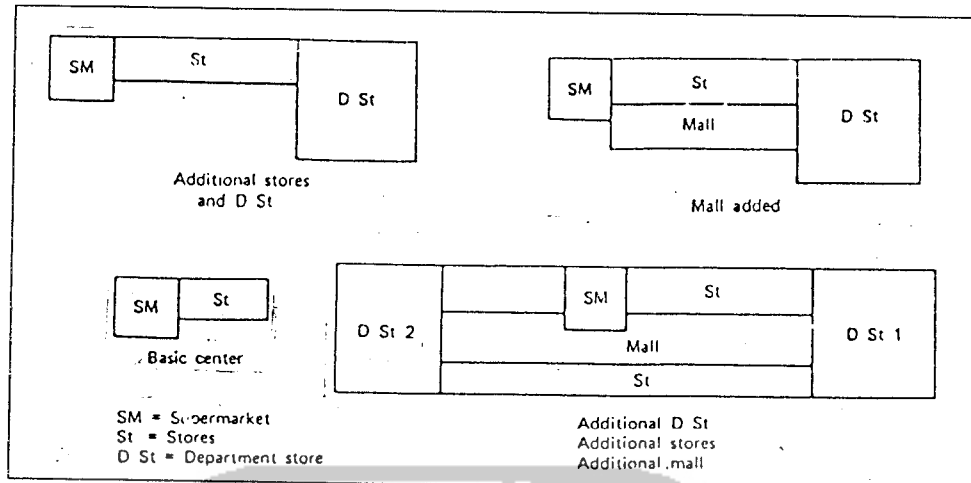 SM
St
D St
Additional stores
and D St
SM
St
Mall
D St
Mall added
SM
St
Basic center
D St 2
SM
St
Mall
St
D St 1
SM = Supermarket
St = Stores
D St = Department store
Additional D St
Additional stores
Additional mall